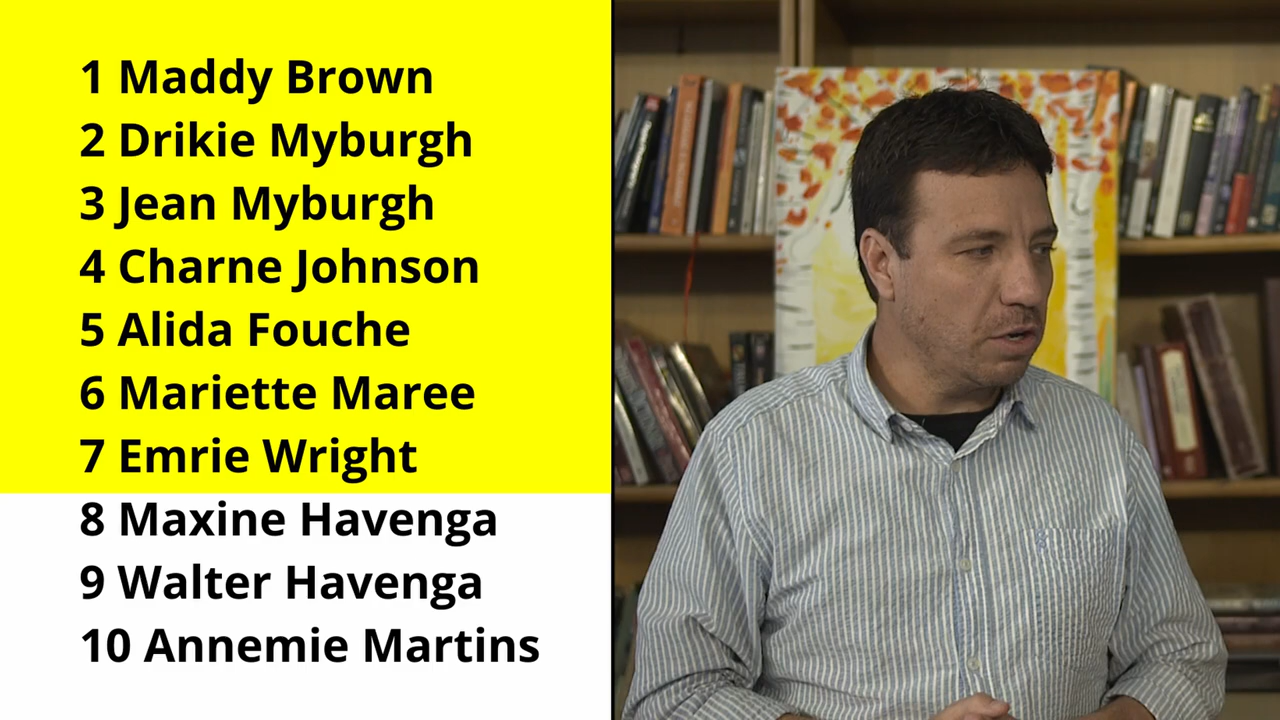 1 Maddy Brown
2 Drikie Myburgh
3 Jean Myburgh
4 Charne Johnson
5 Alida Fouche
6 Mariette Maree
7 Emrie Wright
8 Maxine Havenga
9 Walter Havenga
10 Annemie Martins